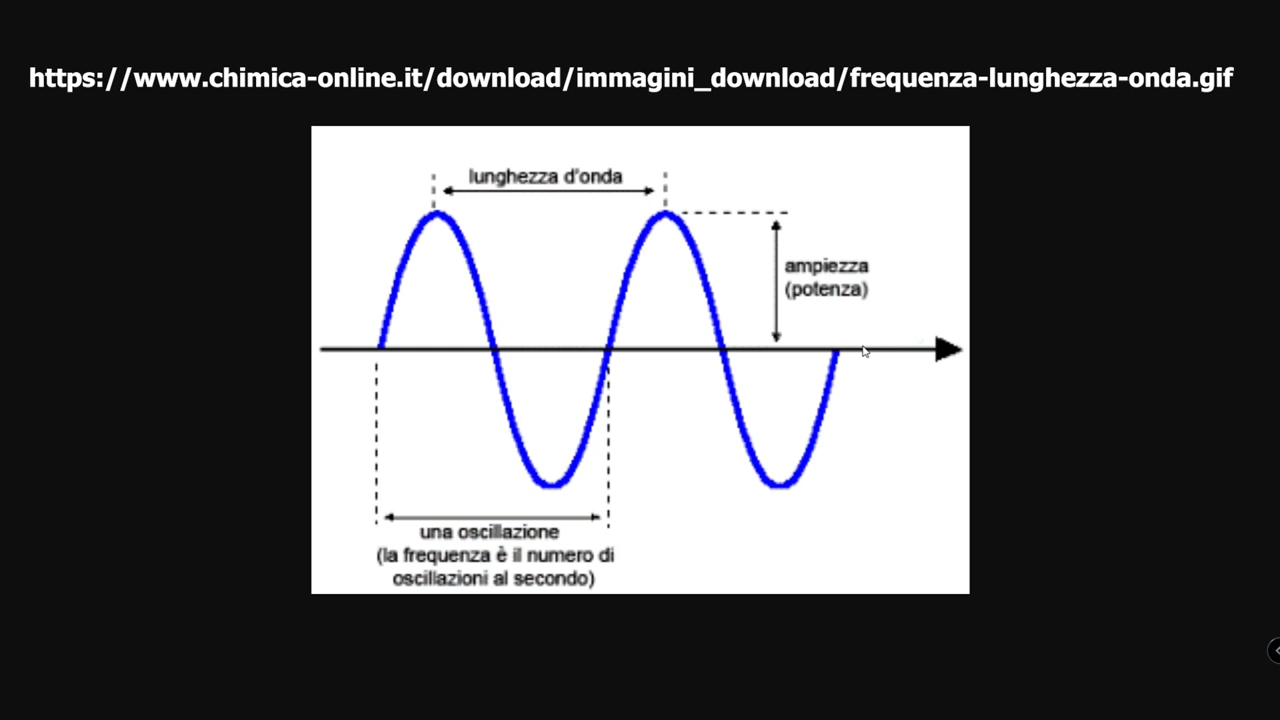 https://www.chimica-online.it/download/immagini_download/frequenza-lunghezza-onda.gif
lunghezza d'onda
ampiezza
(potenza)
una oscillazione
(la frequenza è il numero di
oscillazioni al secondo)